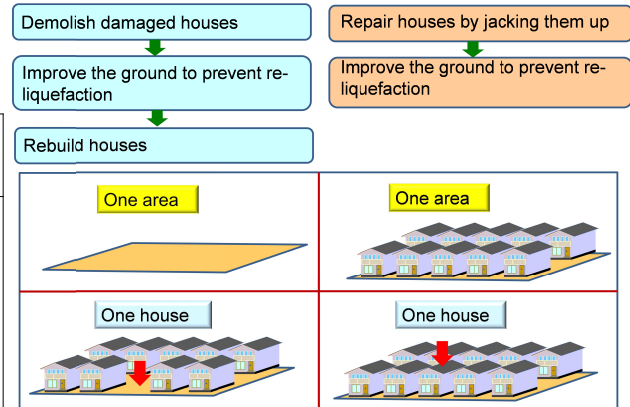 Demolish damaged houses
Improve the ground to prevent re-
liquefaction
Rebuild houses
Repair houses by jacking them up
Improve the ground to prevent re-
liquefaction
One area
One area
One house
One house